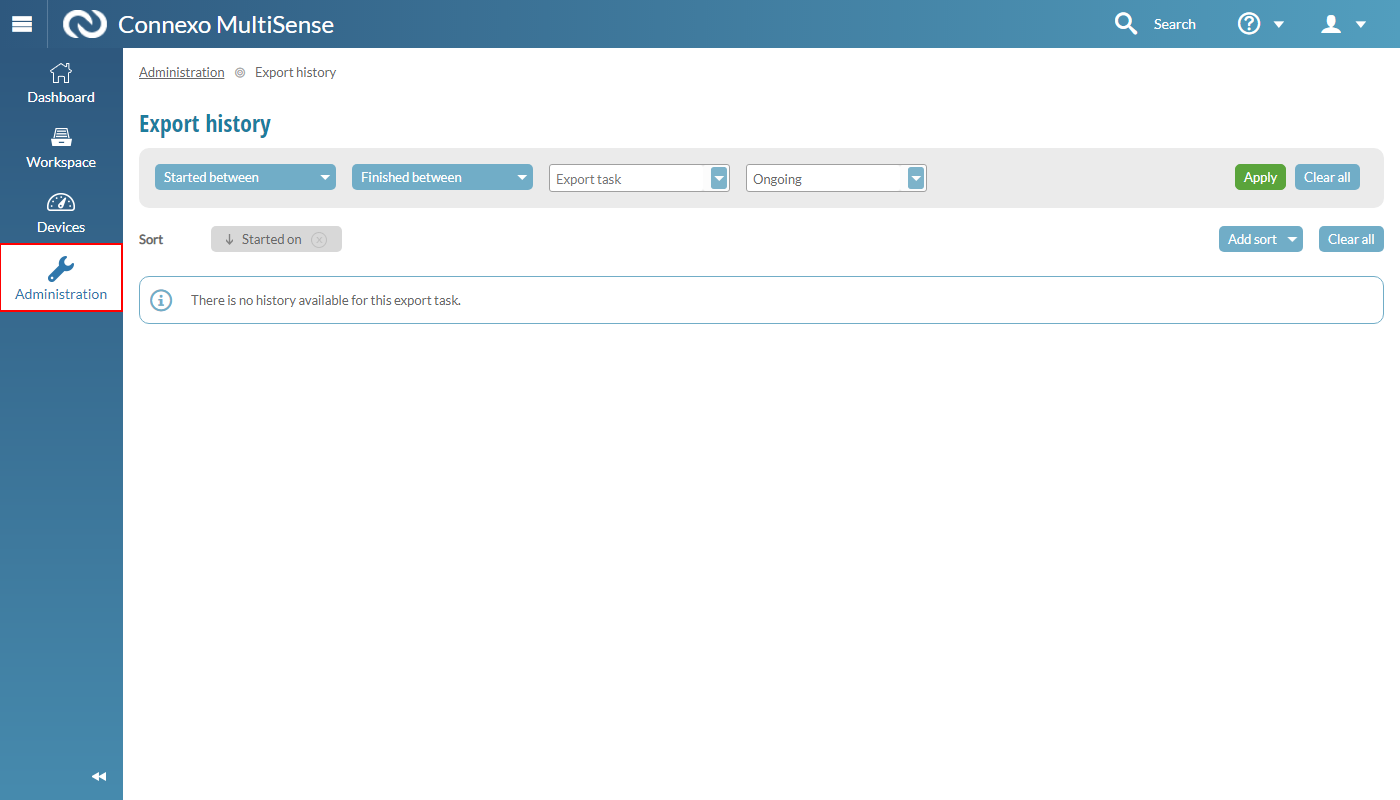 Connexo MultiSense
Search
Dashboard
Workspace
Devices
Administration
Administration Export history
Export history
Started between Finished between Export task Ongoing Apply Clear all
Sort Started on Add sort Clear all
There is no history available for this export task.